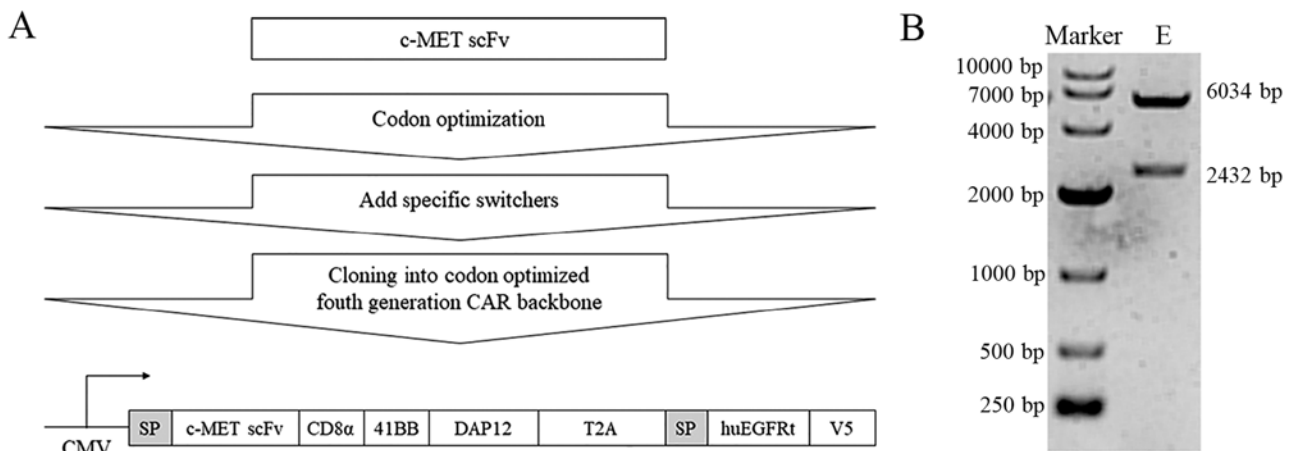 A
c-MET scFv
Codon optimization
Add specific switchers
Cloning into codon optimized
fouth generation CAR backbone
CMV
SP c-MET scFv CD8α 41BB DAP12 T2A SP huEGFRt V5
B
Marker E
10000 bp
7000 bp
4000 bp
2000 bp
1000 bp
500 bp
250 bp
6034 bp
2432 bp